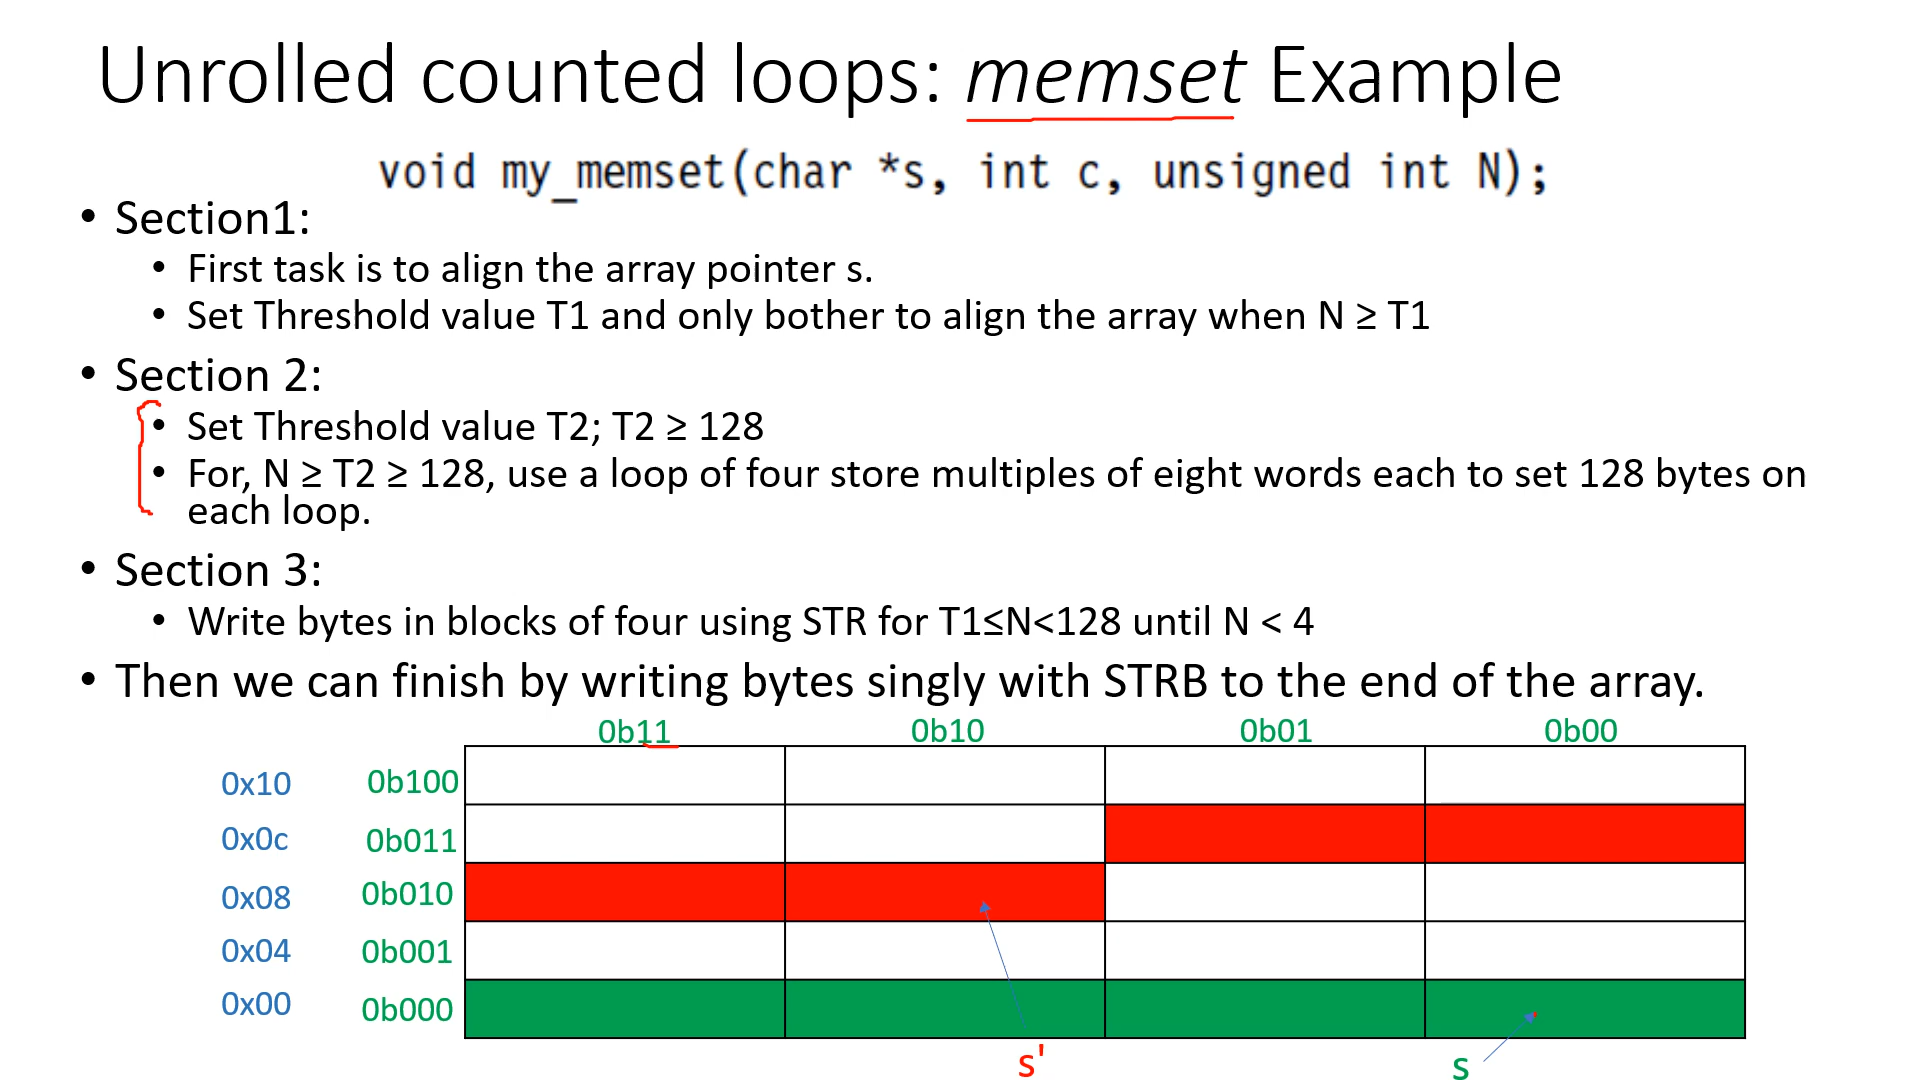 Unrolled counted loops: memset Example
void my_memset(char *s, int c, unsigned int N);
• Section1:
• First task is to align the array pointer s.
• Set Threshold value T1 and only bother to align the array when N ≥ T1
• Section 2:
• Set Threshold value T2; T2 ≥ 128
• For, N ≥ T2 ≥ 128, use a loop of four store multiples of eight words each to set 128 bytes on
each loop.
• Section 3:
• Write bytes in blocks of four using STR for T1≤N<128 until N < 4
• Then we can finish by writing bytes singly with STRB to the end of the array.
0b11 0b10 0b01 0b00
0x10 0b100
0x0c 0b011
0x08 0b010
0x04 0b001
0x00 0b000
s' s